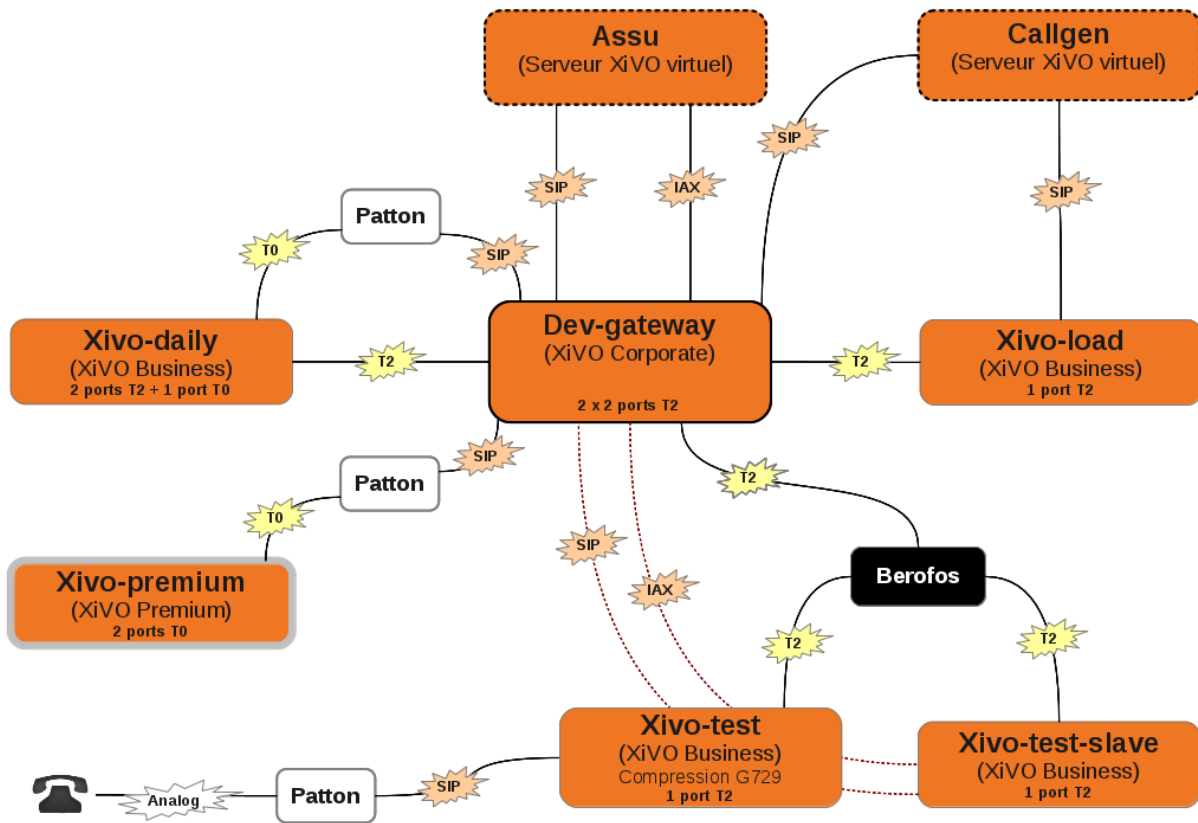 Assu
(Serveur XiVO virtuel)
Callgen
(Serveur XiVO virtuel)
SIP
SIP
IAX
SIP
Patton
T0
SIP
Xivo-daily
(XiVO Business)
2 ports T2 + 1 port T0
T2
Dev-gateway
(XiVO Corporate)
2 x 2 ports T2
T2
Xivo-load
(XiVO Business)
1 port T2
SIP
Patton
T0
T2
SIP
IAX
Berofos
Xivo-premium
(XiVO Premium)
2 ports T0
T2
T2
Xivo-test
(XiVO Business)
Compression G729
1 port T2
Xivo-test-slave
(XiVO Business)
1 port T2
Analog
Patton
SIP